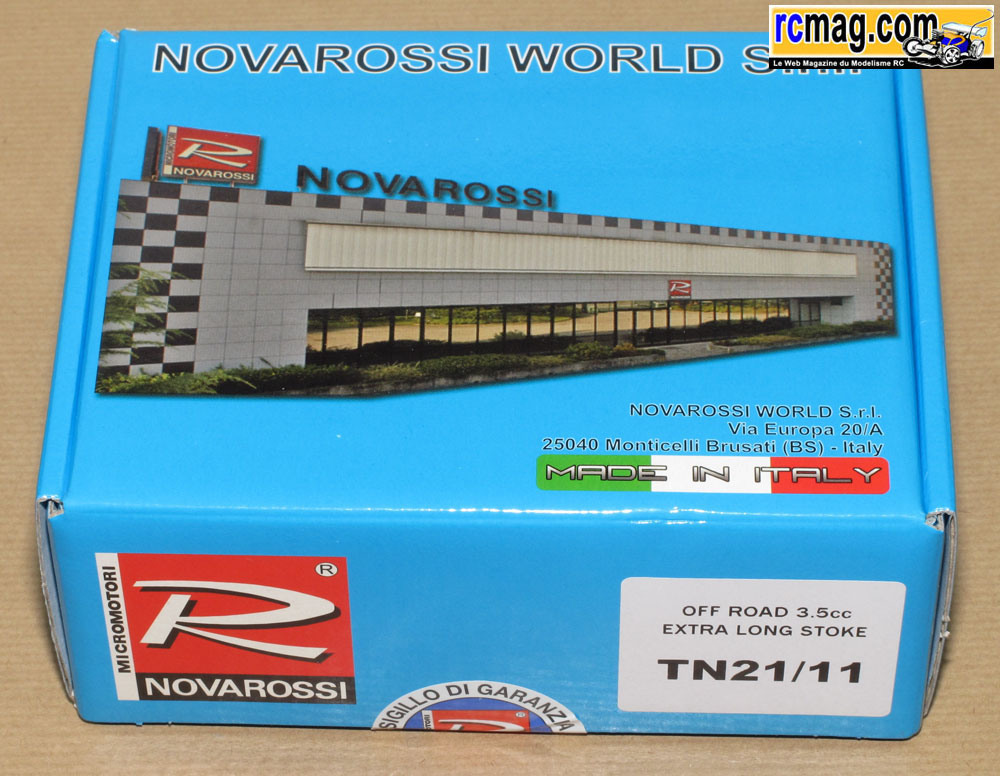 rcmag.com
Le Web Magazine du Modelisme RC
NOVAROSSI WORLD S.r.l.
MICROMOTORI
R
NOVAROSSI
NOVAROSSI
R
NOVAROSSI WORLD S.r.l.
Via Europa 20/A
25040 Monticelli Brusati (BS) - Italy
MADE IN ITALY
MICROMOTORI
R
®
NOVAROSSI
OFF ROAD 3.5cc
EXTRA LONG STOKE
TN21/11
SIGILLO DI GARANZIA
MICROMOTORI
R